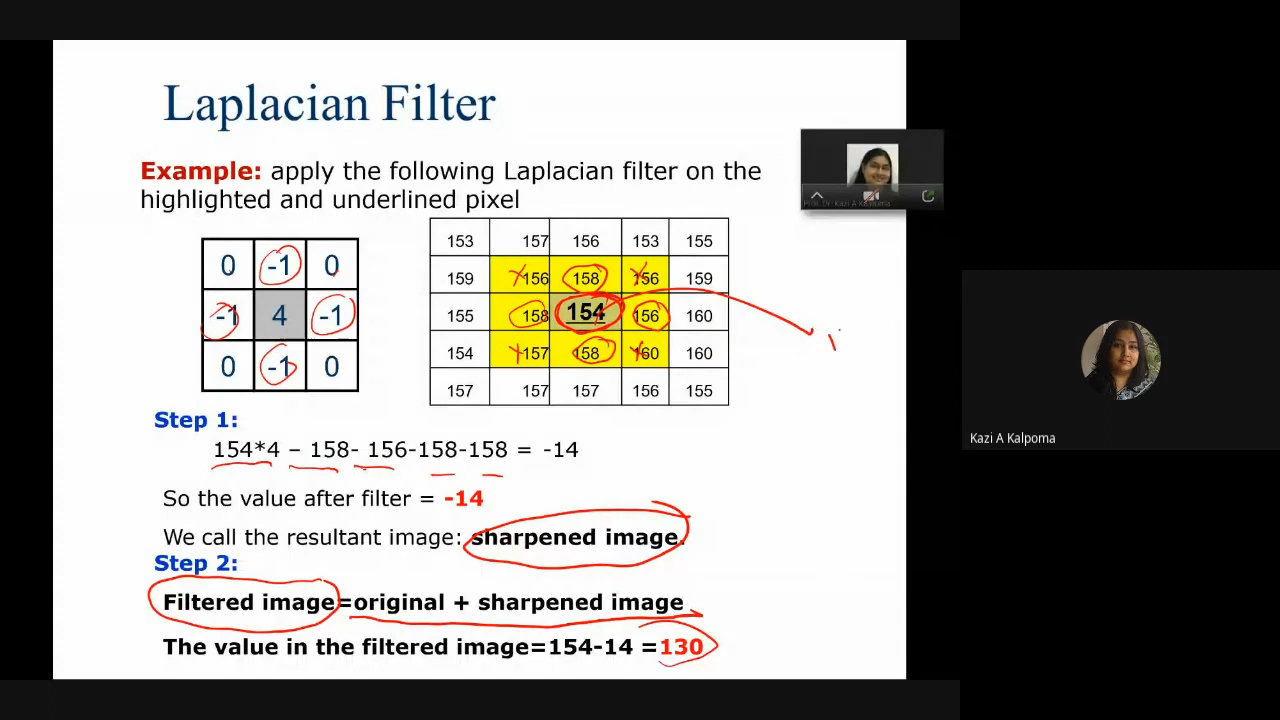 Laplacian Filter
Example: apply the following Laplacian filter on the
highlighted and underlined pixel
0 -1 0
-1 4 -1
0 -1 0
153 157 156 153 155
159 156 158 156 159
155 158 154 156 160
154 157 158 160 160
157 157 157 156 155
Step 1:
154*4 – 158- 156-158-158 = -14
So the value after filter = -14
We call the resultant image: sharpened image.
Step 2:
Filtered image=original + sharpened image
The value in the filtered image=154-14 =130
Prof. Dr. Kazi A Kalpoma
Kazi A Kalpoma